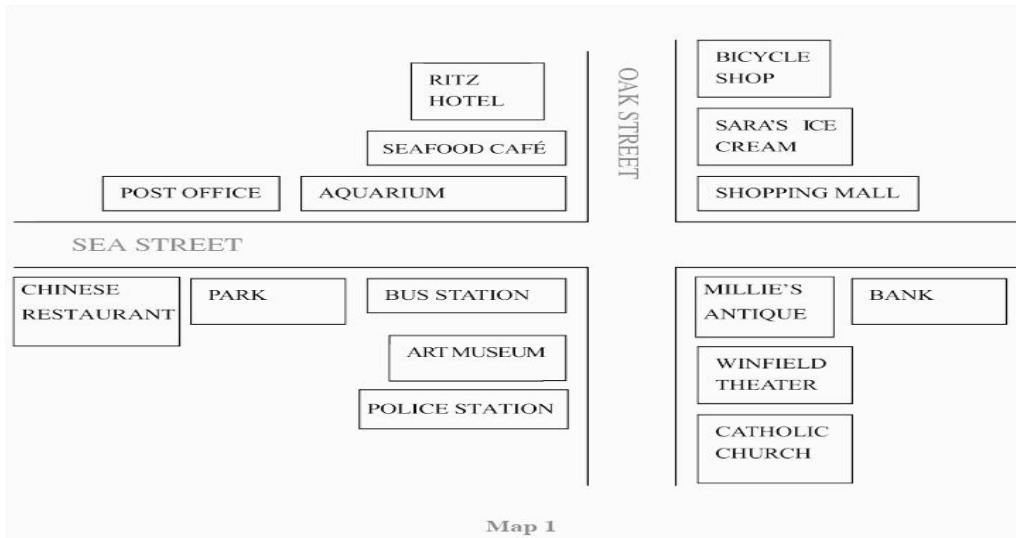 RITZ
HOTEL
SEAFOOD CAFÉ
POST OFFICE
AQUARIUM
OAK STREET
BICYCLE
SHOP
SARA'S ICE
CREAM
SHOPPING MALL
SEA STREET
CHINESE
RESTAURANT
PARK
BUS STATION
ART MUSEUM
POLICE STATION
MILLIE'S
ANTIQUE
BANK
WINFIELD
THEATER
CATHOLIC
CHURCH
Map 1